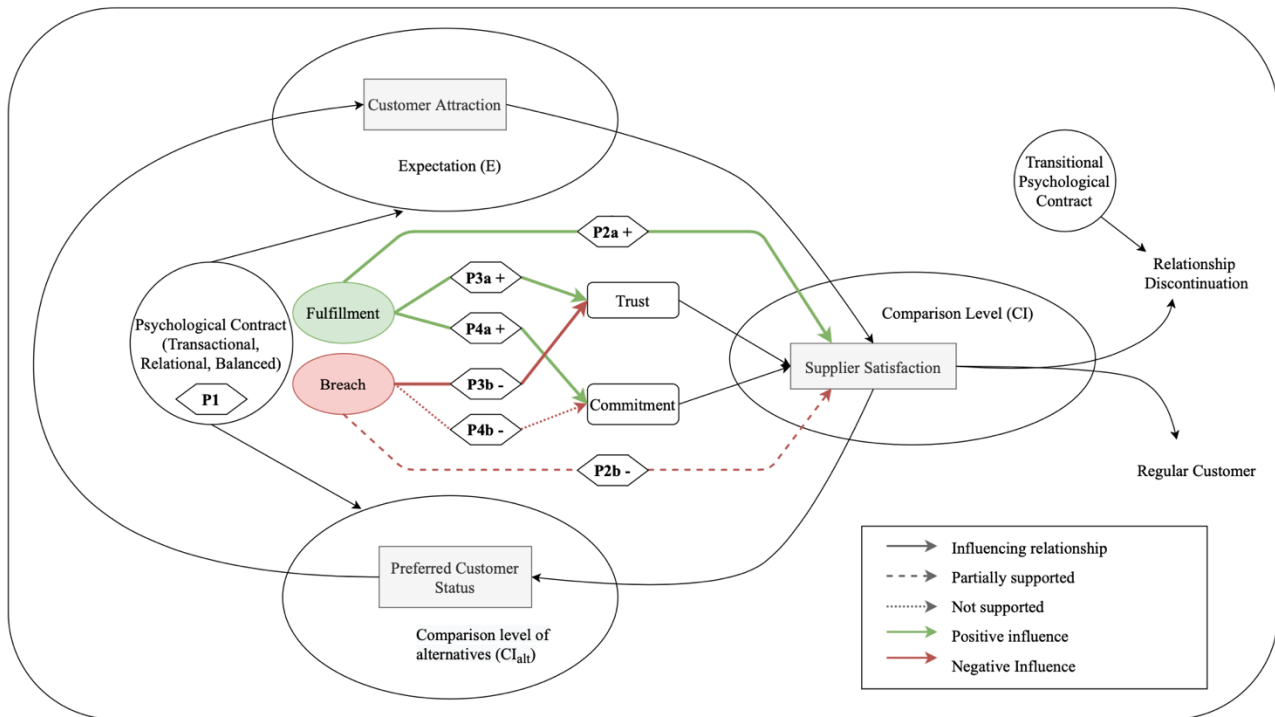 Customer Attraction
Expectation (E)
Transitional
Psychological
Contract
P2a +
Relationship
Discontinuation
P3a +
Trust
Fulfillment
Comparison Level (CI)
Psychological Contract
(Transactional,
Relational, Balanced)
P4a +
P1
Breach
P3b -
Supplier Satisfaction
Commitment
P4b -
P2b -
Regular Customer
Preferred Customer
Status
Comparison level of
alternatives (CIalt)
Influencing relationship
Partially supported
Not supported
Positive influence
Negative Influence